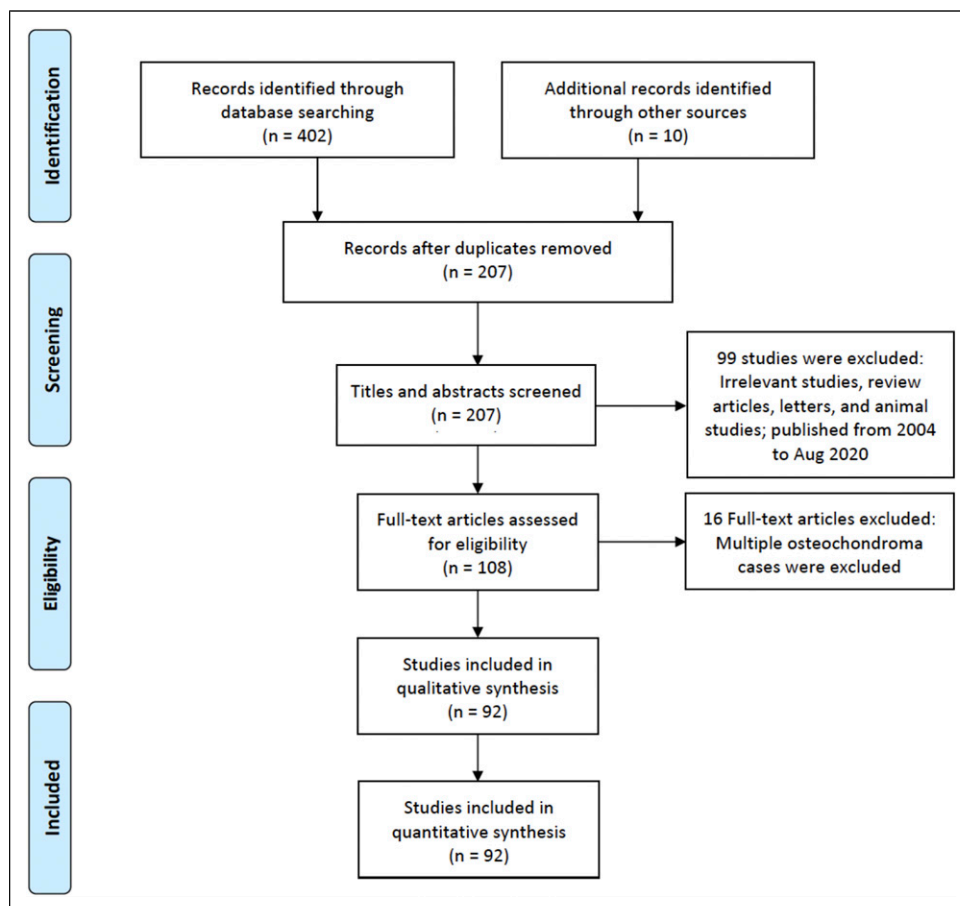 Identification
Records identified through
database searching
(n = 402)
Additional records identified
through other sources
(n = 10)
Records after duplicates removed
(n = 207)
Screening
Titles and abstracts screened
(n = 207)
99 studies were excluded:
Irrelevant studies, review
articles, letters, and animal
studies; published from 2004
to Aug 2020
Eligibility
Full-text articles assessed
for eligibility
(n = 108)
16 Full-text articles excluded:
Multiple osteochondroma
cases were excluded
Studies included in
qualitative synthesis
(n = 92)
Included
Studies included in
quantitative synthesis
(n = 92)